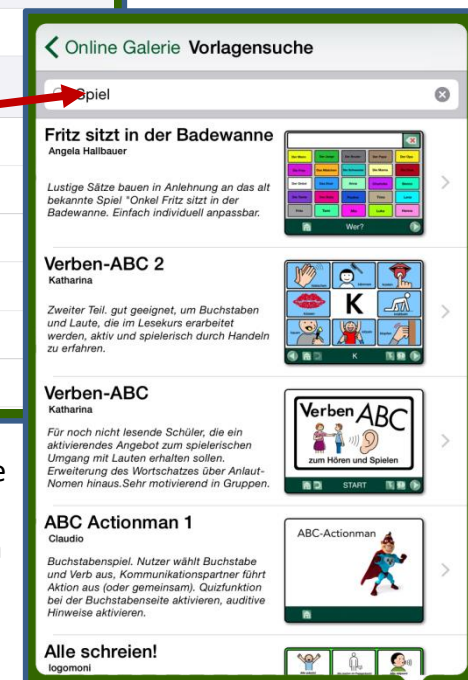 Online Galerie Vorlagensuche
Spiel
Fritz sitzt in der Badewanne
Angela Hallbauer
Lustige Sätze bauen in Anlehnung an das alt
bekannte Spiel "Onkel Fritz sitzt in der
Badewanne. Einfach individuell anpassbar.
Wer?
Verben-ABC 2
Katharina
Zweiter Teil. gut geeignet, um Buchstaben
und Laute, die im Lesekurs erarbeitet
werden, aktiv und spielerisch durch Handeln
zu erfahren.
K
K
Verben-ABC
Katharina
Für noch nicht lesende Schüler, die ein
aktivierendes Angebot zum spielerischen
Umgang mit Lauten erhalten sollen.
Erweiterung des Wortschatzes über Anlaut-
Nomen hinaus.Sehr motivierend in Gruppen.
Verben ABC
zum Hören und Spielen
START
e
ABC Actionman 1
Claudio
Buchstabenspiel. Nutzer wählt Buchstabe
und Verb aus, Kommunikationspartner führt
Aktion aus (oder gemeinsam). Quizfunktion
bei der Buchstabenseite aktivieren, auditive
Hinweise aktivieren.
ABC-Actionman
Alle schreien!
logomoni